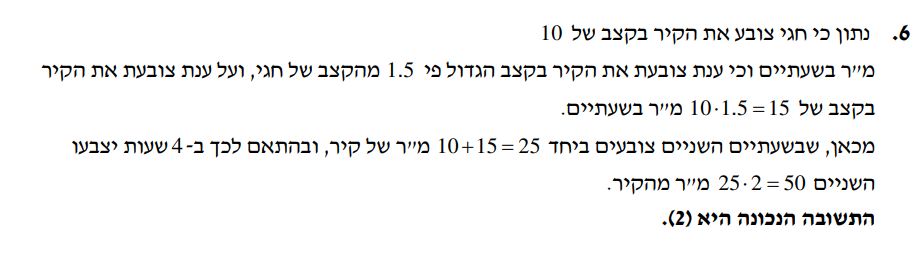 6. נתון כי חגי צובע את הקיר בקצב של 10
מ״ר בשעתיים וכי ענת צובעת את הקיר בקצב הגדול פי 1.5 מהקצב של חגי, ועל ענת צובעת את הקיר
בקצב של 10·1.5 = 15 מ״ר בשעתיים.
מכאן, שבשעתיים השניים צובעים ביחד 10+15 = 25 מ״ר של קיר, ובהתאם לכך ב-4 שעות יצבעו
השניים 25·2 = 50 מ״ר מהקיר.
התשובה הנכונה היא (2).